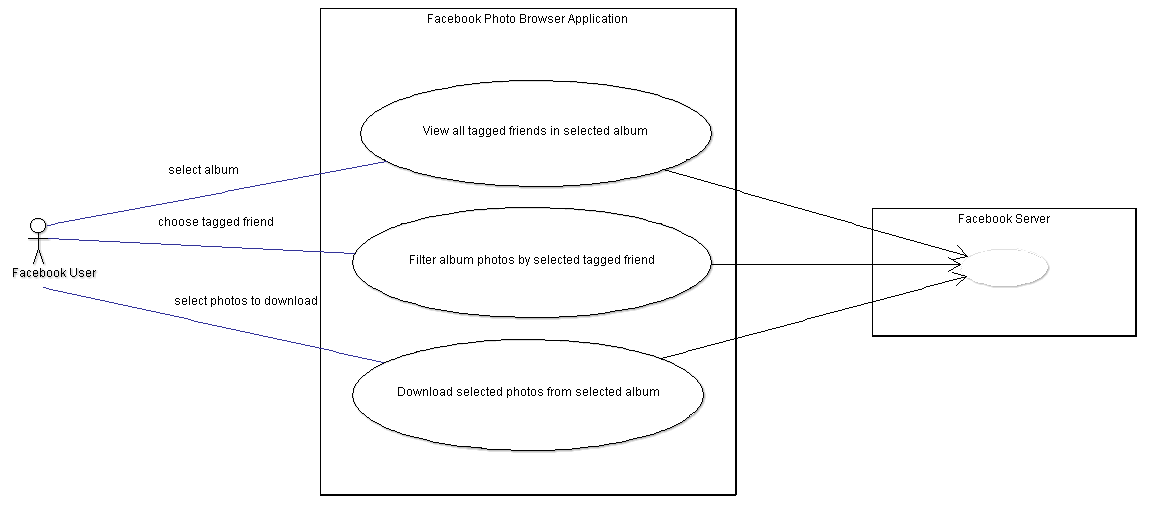 Facebook Photo Browser Application
View all tagged friends in selected album
select album
choose tagged friend
Facebook Server
Filter album photos by selected tagged friend
Facebook User
select photos to download
Download selected photos from selected album